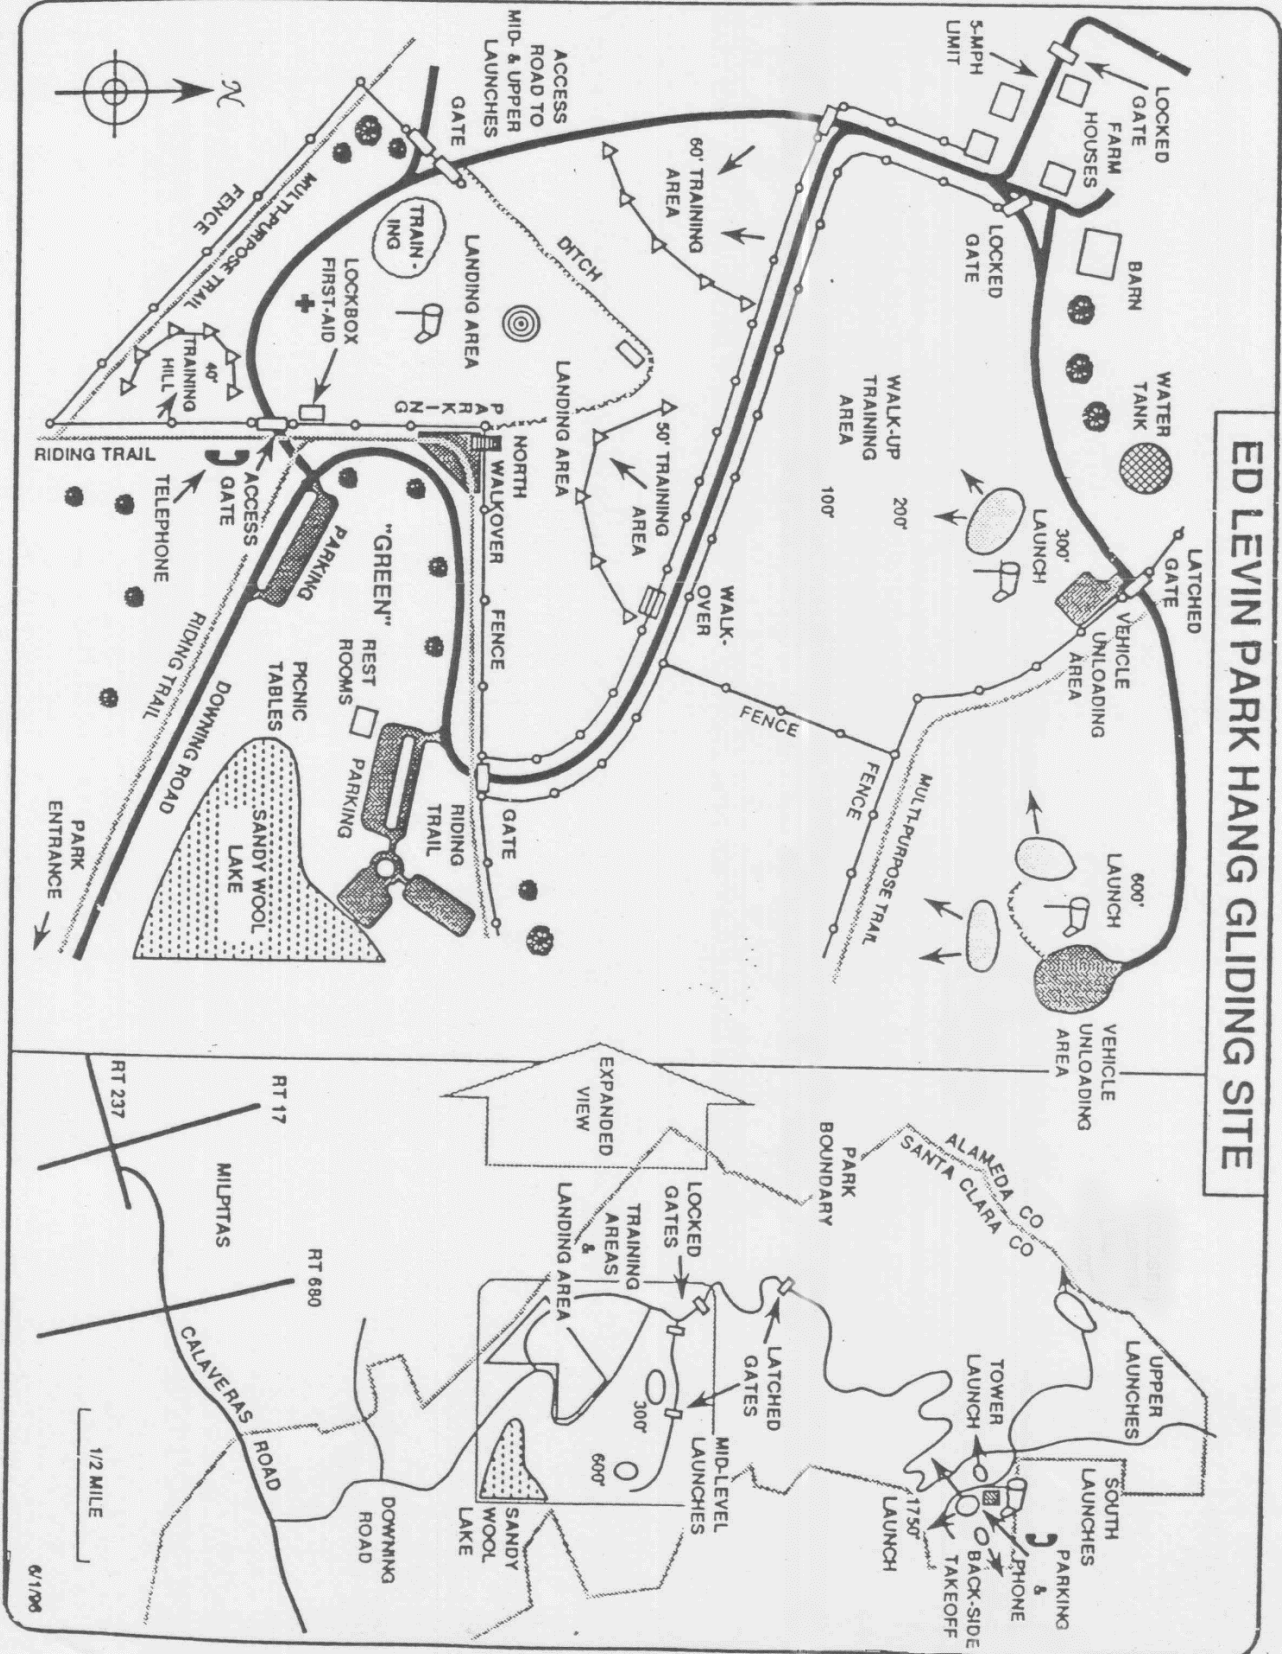 ED LEVIN PARK HANG GLIDING SITE
LOCKED
GATE
FARM
HOUSES
5-MPH
LIMIT
BARN
WATER
TANK
LATCHED
GATE
LOCKED
GATE
300'
LAUNCH
VEHICLE
UNLOADING
AREA
600'
LAUNCH
VEHICLE
UNLOADING
AREA
WALK-UP
TRAINING
AREA
200'
100'
WALK-
OVER
FENCE
FENCE
MULTI-PURPOSE TRAIL
ACCESS
ROAD TO
MID- & UPPER
LAUNCHES
GATE
60' TRAINING
AREA
DITCH
50' TRAINING
AREA
LANDING AREA
LANDING AREA
TRAIN-
ING
LOCKBOX
FIRST-AID
N
FENCE
MULTI-PURPOSE TRAIL
40'
TRAINING
HILL
PARK-ING
NORTH
WALKOVER
FENCE
RIDING TRAIL
TELEPHONE
ACCESS
GATE
PARKING
"GREEN"
REST
ROOMS
PICNIC
TABLES
PARKING
RIDING
TRAIL
GATE
RIDING TRAIL
DOWNING ROAD
SANDY WOOL
LAKE
PARK
ENTRANCE
EXPANDED
VIEW
PARK
BOUNDARY
ALAMEDA CO
SANTA CLARA CO
UPPER
LAUNCHES
TOWER
LAUNCH
SOUTH
LAUNCHES
PARKING
&
PHONE
BACK-SIDE
TAKEOFF
1750'
LAUNCH
LOCKED
GATES
TRAINING
AREAS
&
LANDING AREA
LATCHED
GATES
300'
600'
MID-LEVEL
LAUNCHES
SANDY
WOOL
LAKE
RT 17
RT 237
MILPITAS
RT 680
CALAVERAS ROAD
DOWNING
ROAD
1/2 MILE
6/1/96